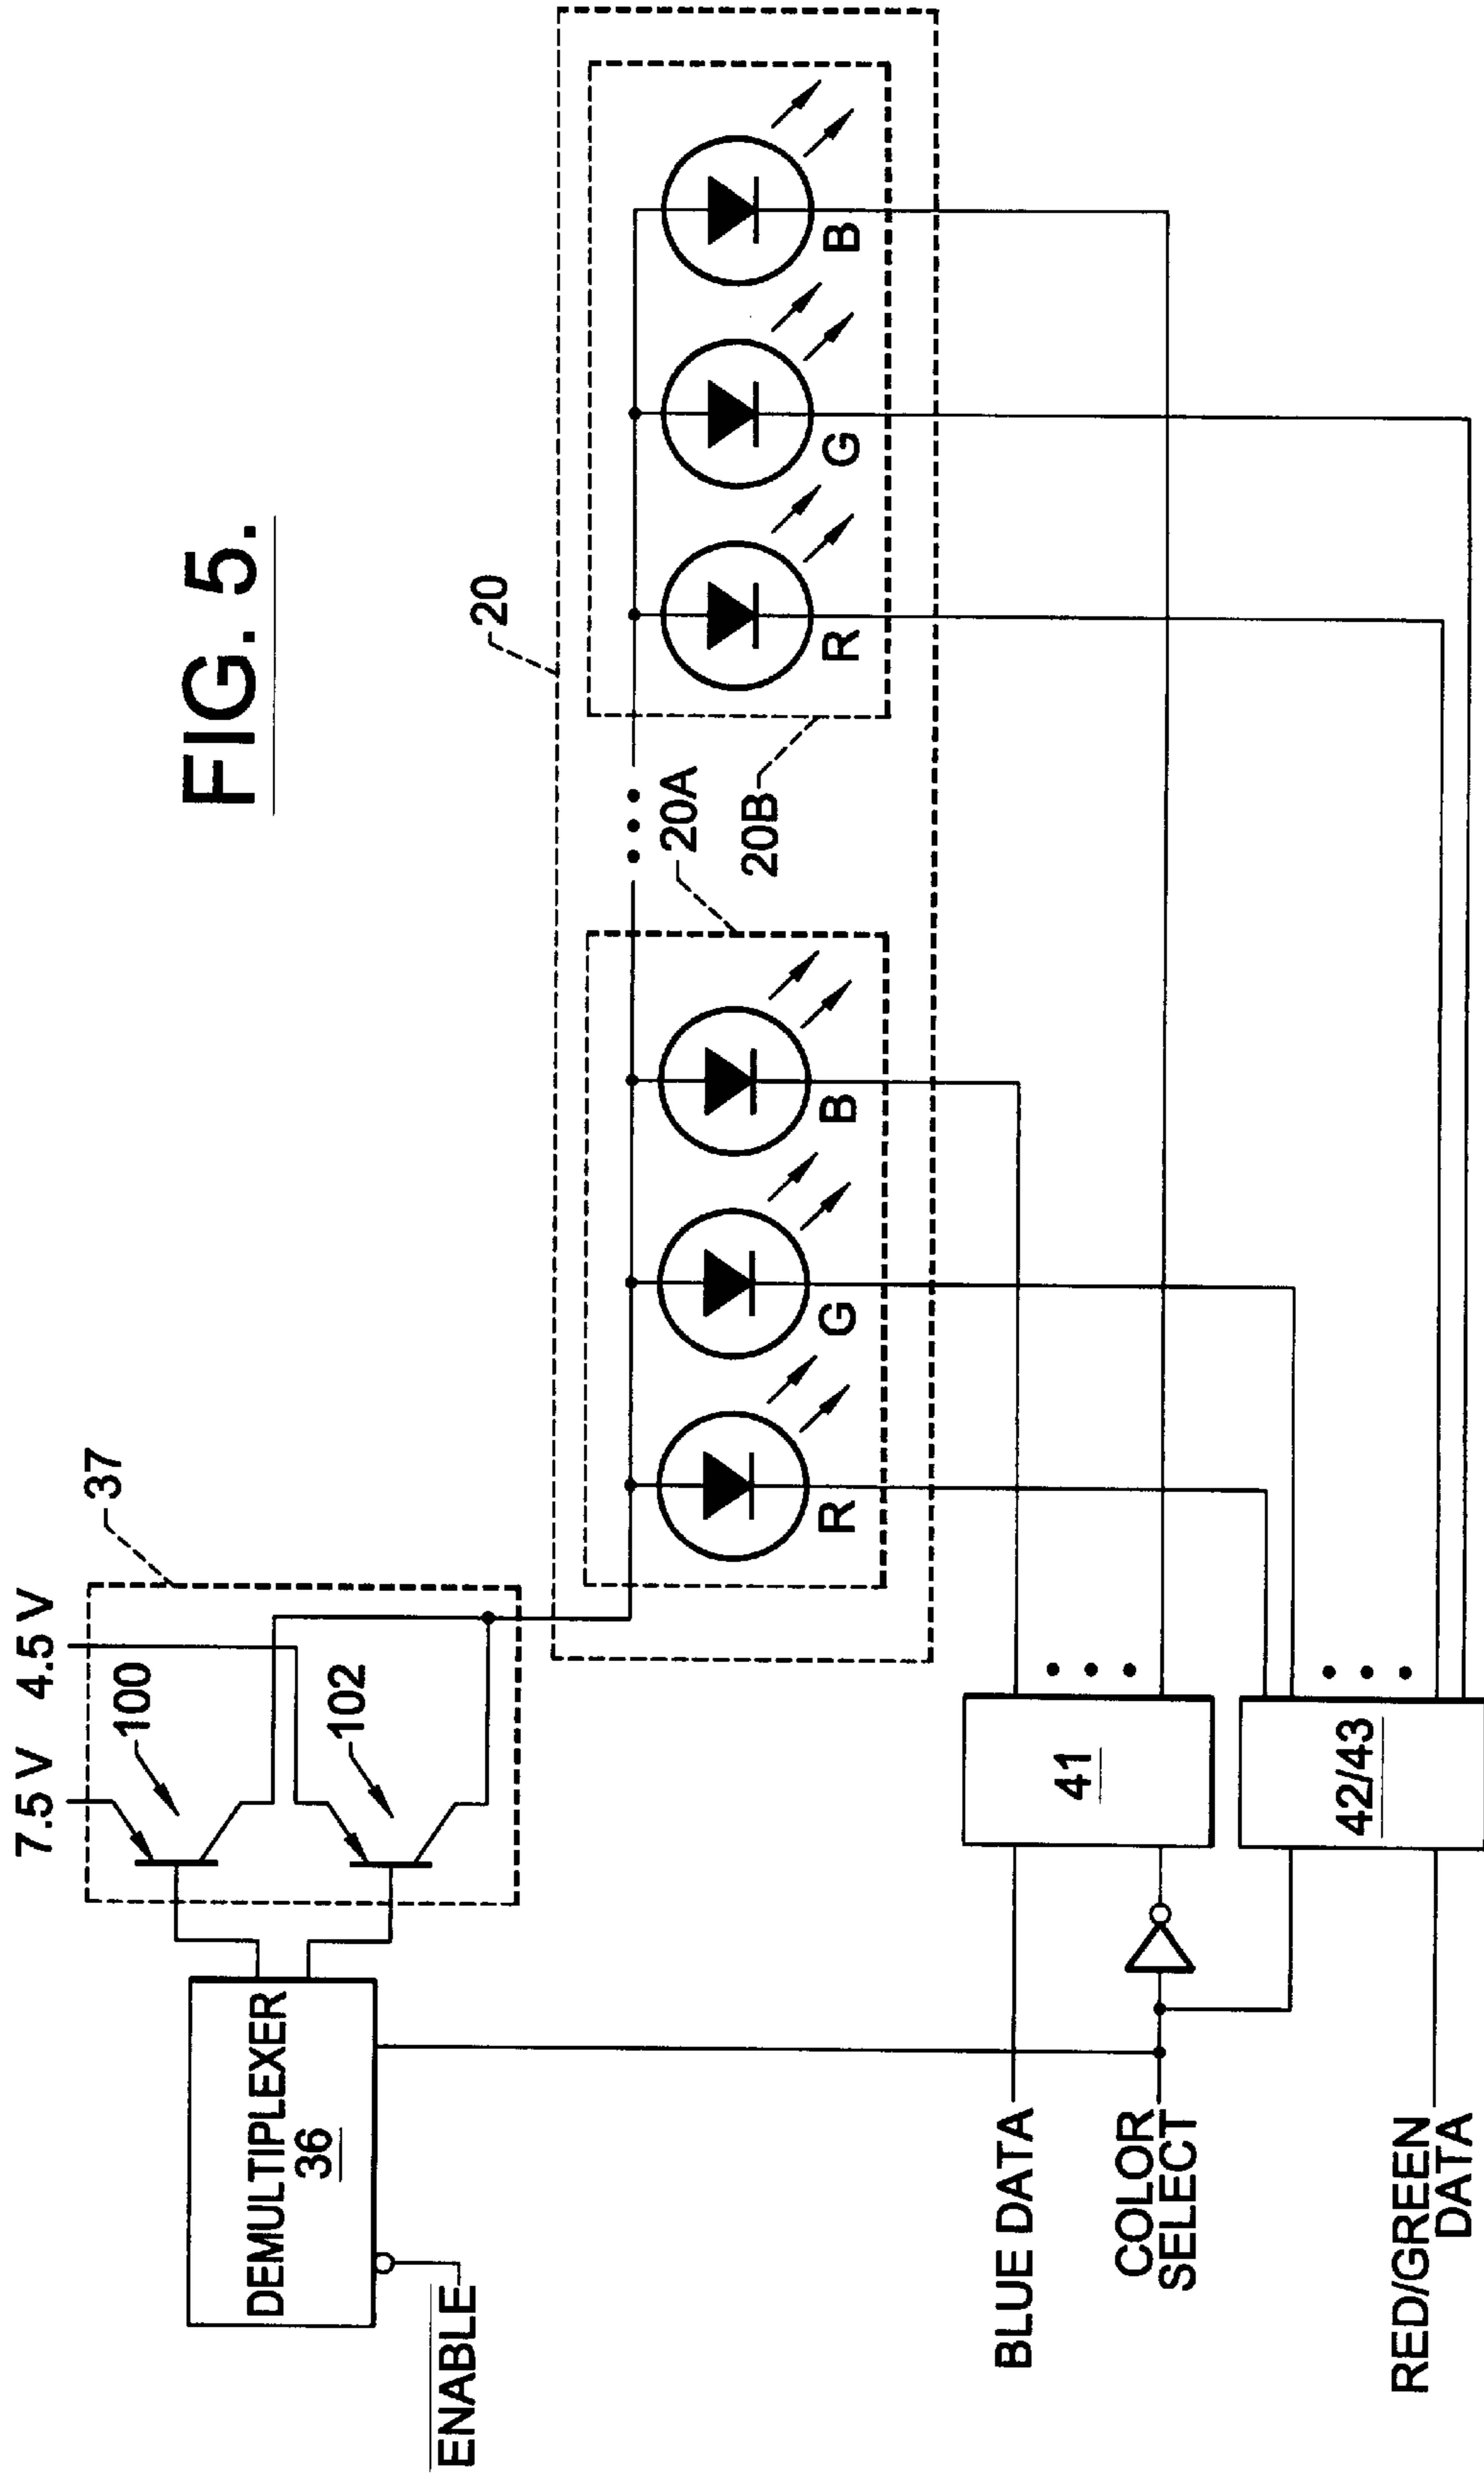 FIG. 5.
7.5 V
4.5 V
37
100
102
DEMULTIPLEXER
36
ENABLE
20
20A
20B
R
G
B
R
G
B
BLUE DATA
41
COLOR
SELECT
42/43
RED/GREEN
DATA